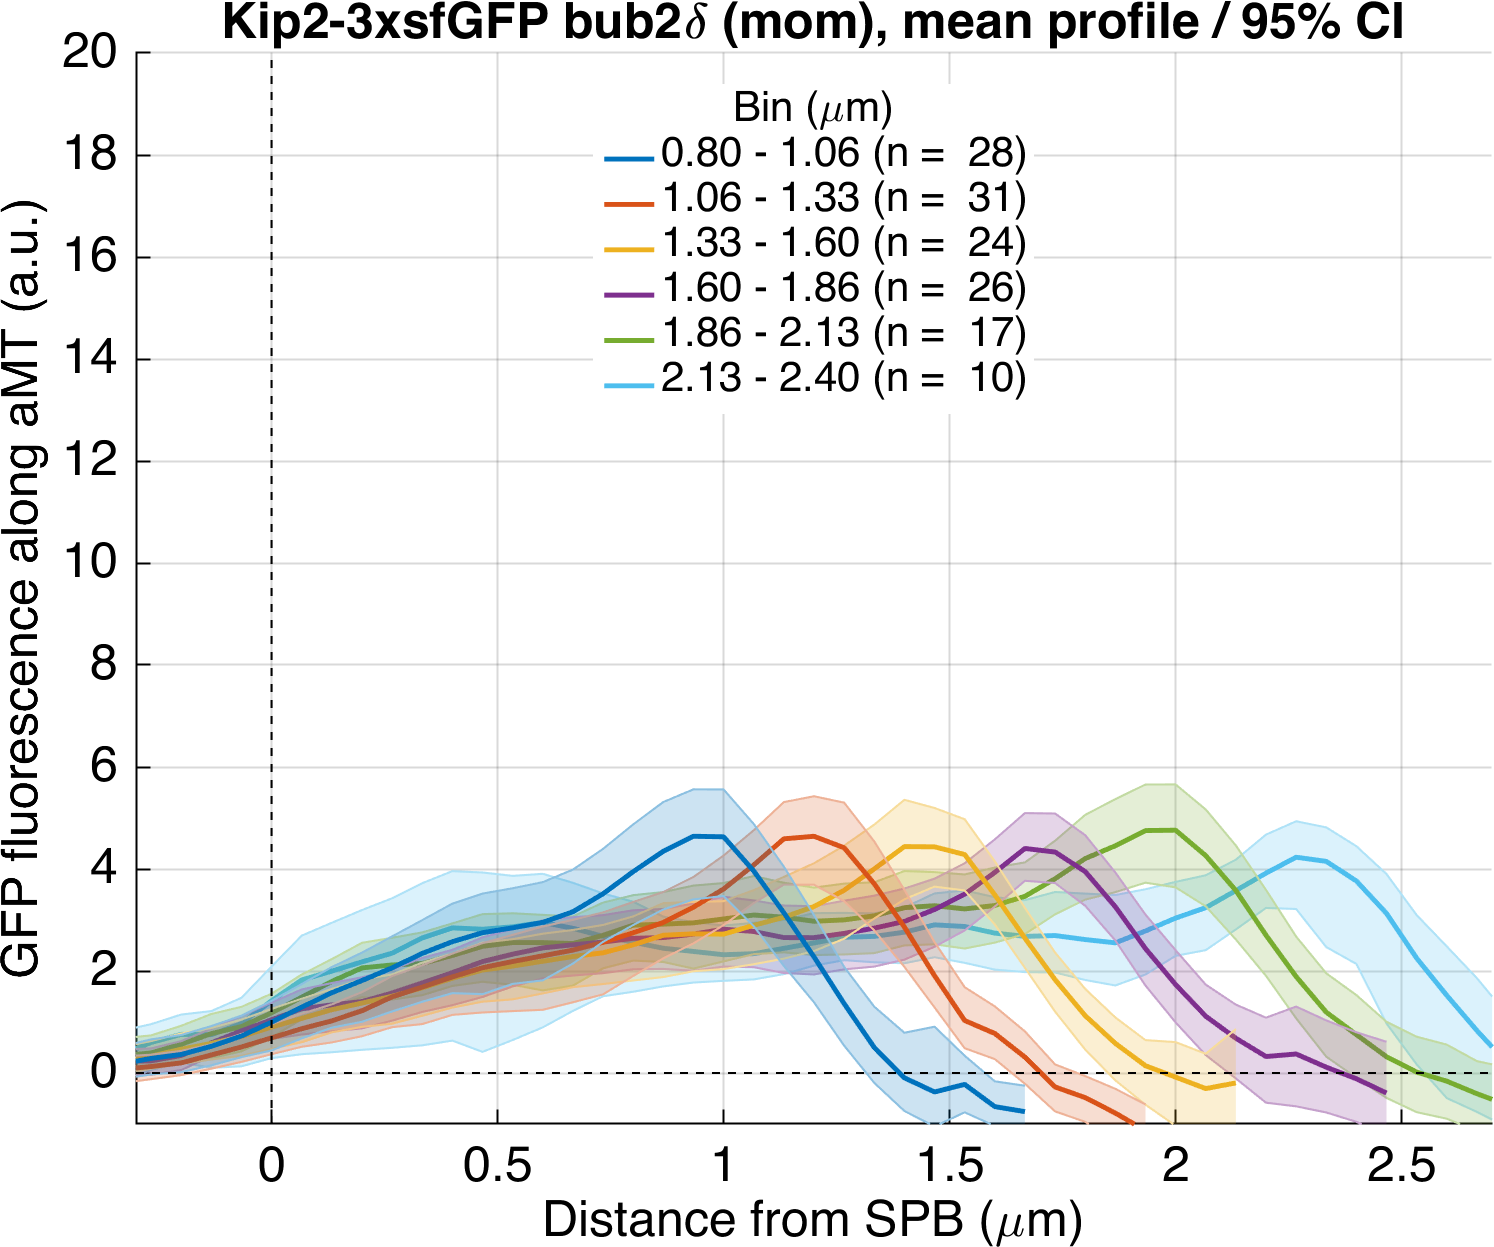 Kip2-3xsfGFP bub2δ (mom), mean profile / 95% CI
GFP fluorescence along aMT (a.u.)
20
18
16
14
12
10
8
6
4
2
0
Bin (μm)
0.80 - 1.06 (n = 28)
1.06 - 1.33 (n = 31)
1.33 - 1.60 (n = 24)
1.60 - 1.86 (n = 26)
1.86 - 2.13 (n = 17)
2.13 - 2.40 (n = 10)
0 0.5 1 1.5 2 2.5
Distance from SPB (μm)